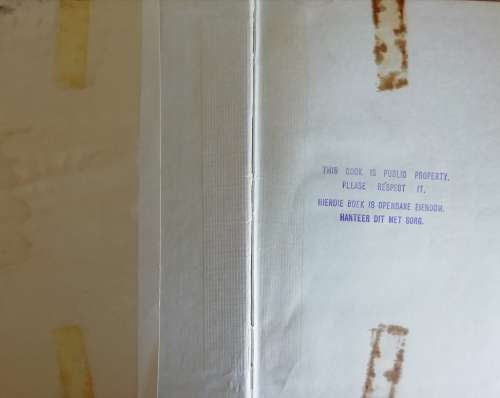 THIS BOOK IS PUBLIC PROPERTY.
PLEASE RESPECT IT.
HIERDIE BOEK IS OPENBARE EIENDOM.
HANTEER DIT MET SORG.